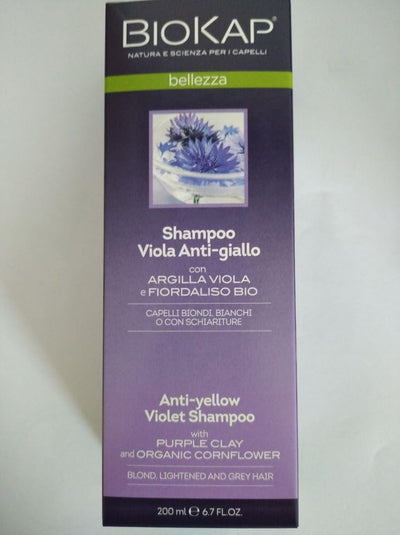 BIOKAP
NATURA E SCIENZA PER I CAPELLI
bellezza
Shampoo
Viola Anti-giallo
con
ARGILLA VIOLA
e FIORDALISO BIO
CAPELLI BIONDI, BIANCHI
O CON SCHIARITURE
Anti-yellow
Violet Shampoo
with
PURPLE CLAY
and ORGANIC CORNFLOWER
BLOND, LIGHTENED AND GREY HAIR
200 ml ℮ 6.7 FL.OZ.